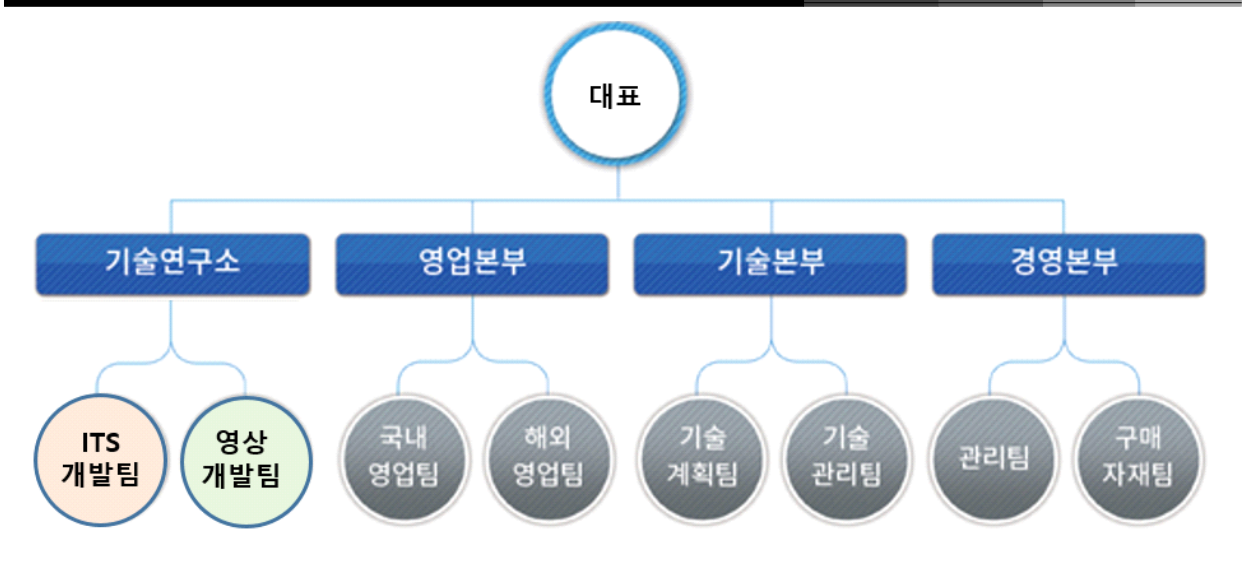 대표
기술연구소
영업본부
기술본부
경영본부
ITS
개발팀
영상
개발팀
국내
영업팀
해외
영업팀
기술
계획팀
기술
관리팀
관리팀
구매
자재팀